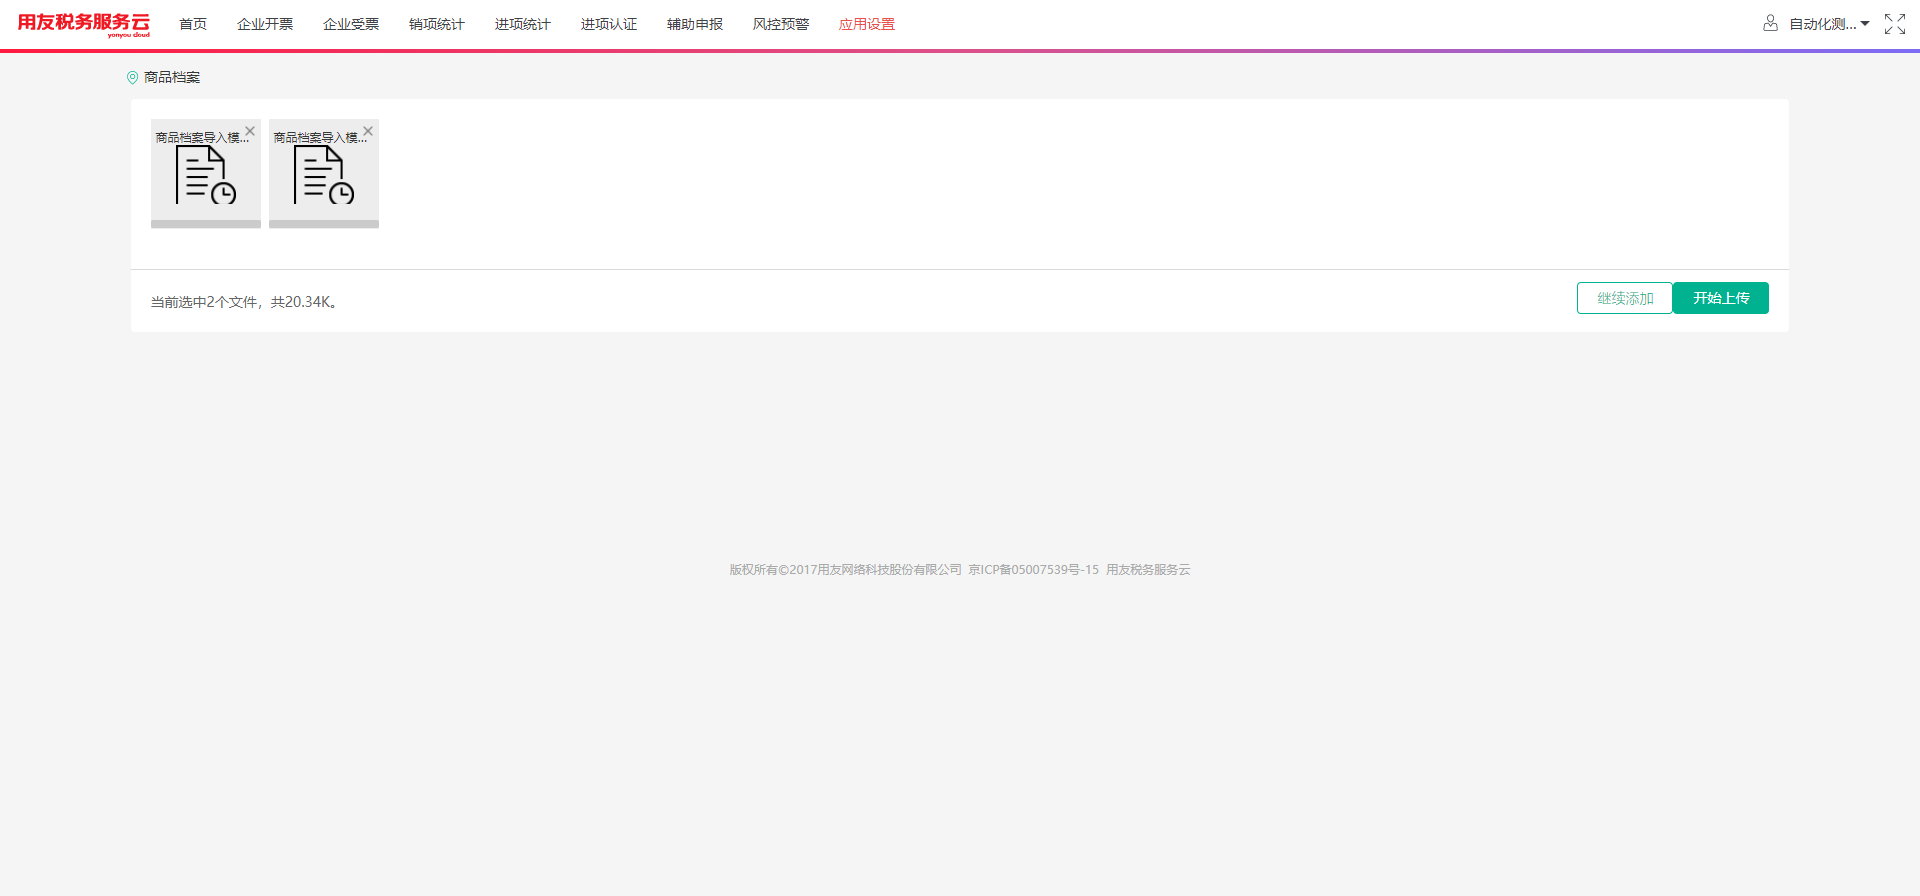 用友税务服务云 首页 企业开票 企业受票 销项统计 进项统计 进项认证 辅助申报 风控预警 应用设置 自动化测...
yonyou cloud
商品档案
商品档案导入模... 商品档案导入模...
当前选中2个文件，共20.34K。 继续添加 开始上传
版权所有©2017用友网络科技股份有限公司 京ICP备05007539号-15 用友税务服务云